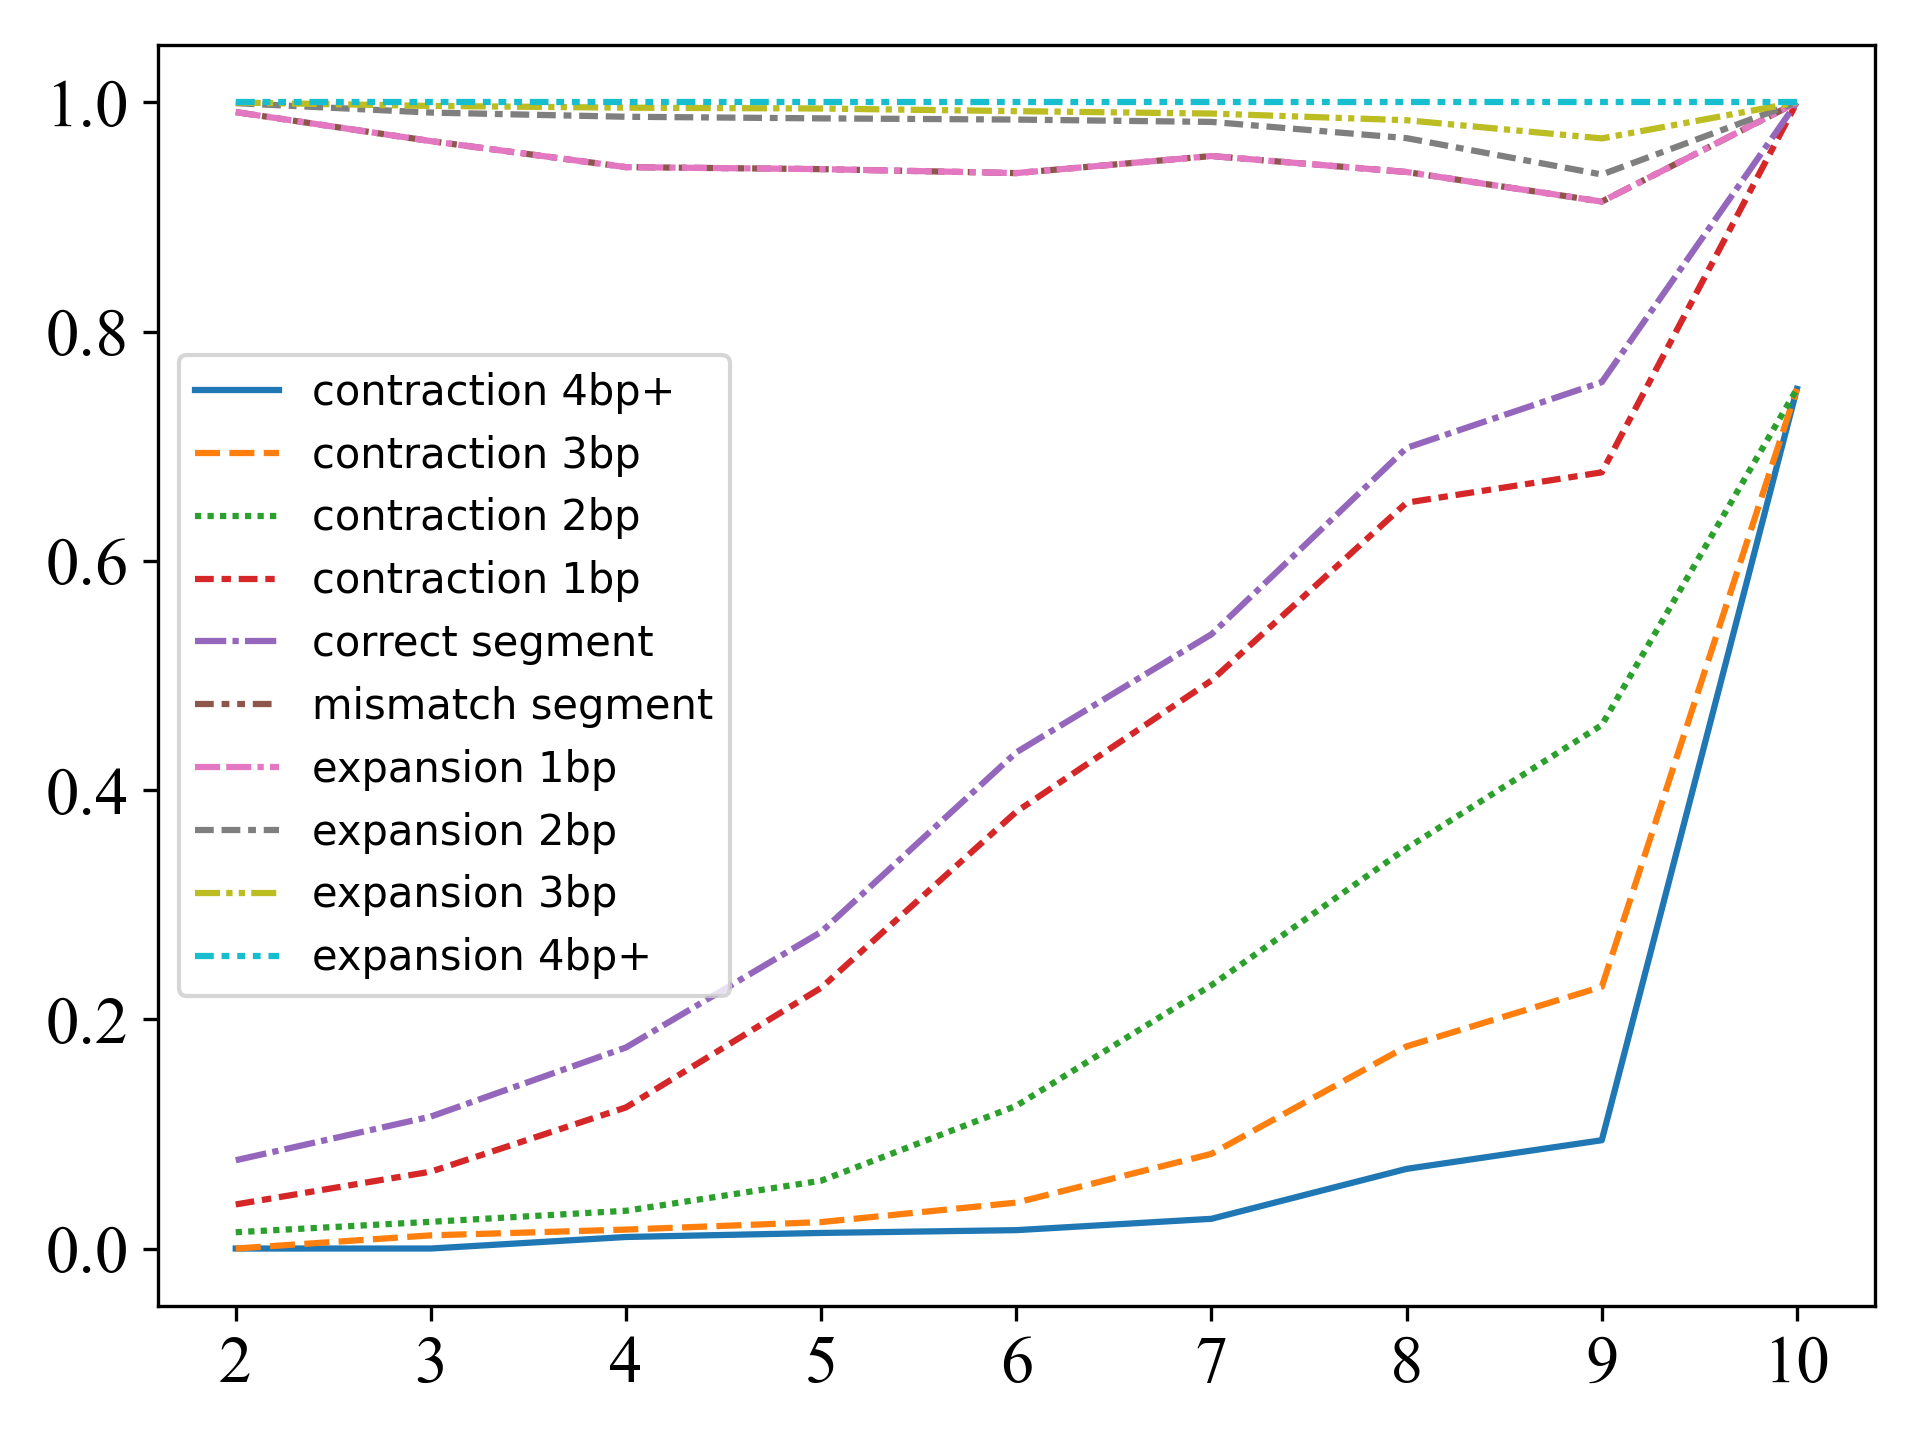 1.0
0.8
0.6
0.4
0.2
0.0
contraction 4bp+
contraction 3bp
contraction 2bp
contraction 1bp
correct segment
mismatch segment
expansion 1bp
expansion 2bp
expansion 3bp
expansion 4bp+
2 3 4 5 6 7 8 9 10